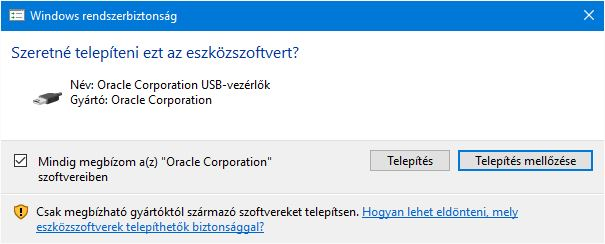 Windows rendszerbiztonság
Szeretné telepíteni ezt az eszközszoftvert?
Név: Oracle Corporation USB-vezérlők
Gyártó: Oracle Corporation
Mindig megbízom a(z) "Oracle Corporation"
szoftvereiben
Telepítés
Telepítés mellőzése
Csak megbízható gyártóktól származó szoftvereket telepítsen. Hogyan lehet eldönteni, mely
eszközszoftverek telepíthetők biztonsággal?